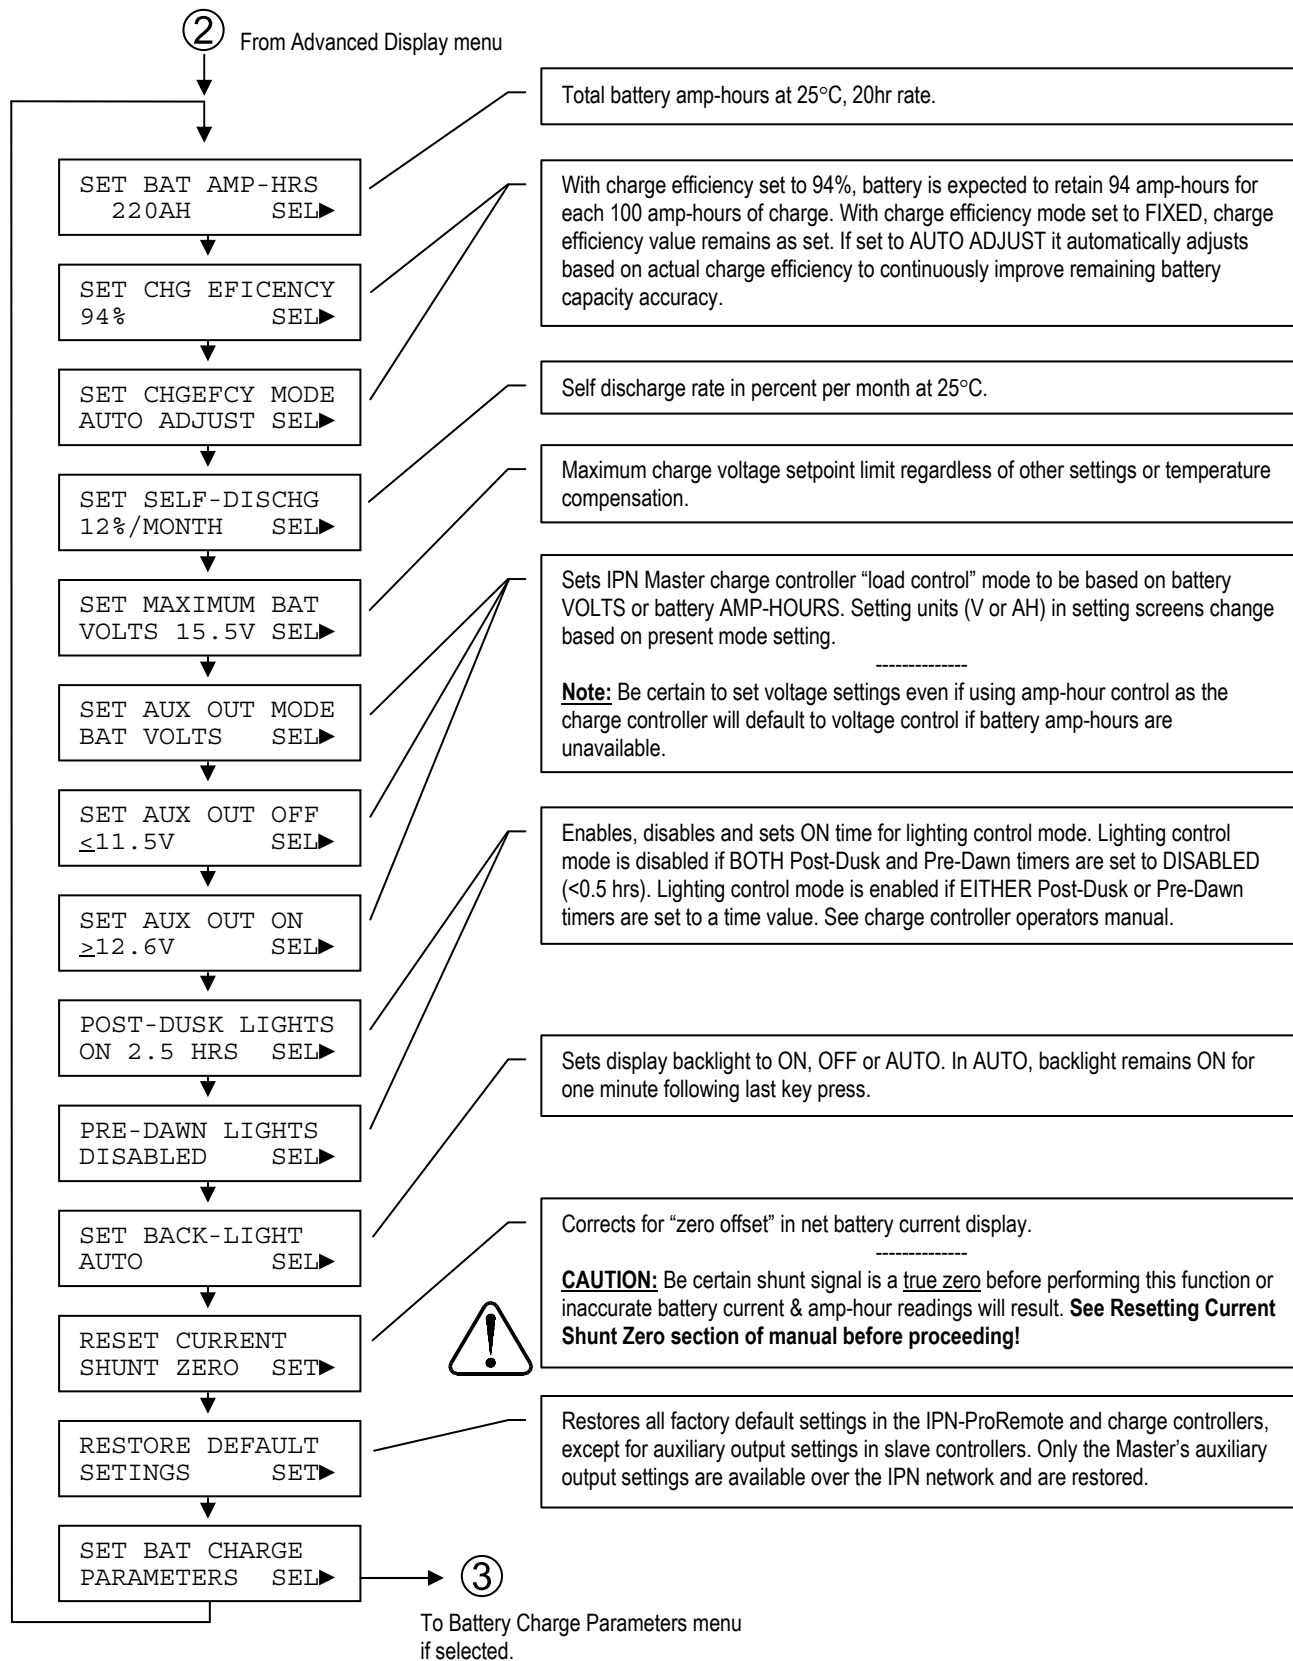 ② From Advanced Display menu
Total battery amp-hours at 25°C, 20hr rate.
SET BAT AMP-HRS
220AH SEL►
With charge efficiency set to 94%, battery is expected to retain 94 amp-hours for
each 100 amp-hours of charge. With charge efficiency mode set to FIXED, charge
efficiency value remains as set. If set to AUTO ADJUST it automatically adjusts
based on actual charge efficiency to continuously improve remaining battery
capacity accuracy.
SET CHG EFICENCY
94% SEL►
SET CHGEFCY MODE
AUTO ADJUST SEL►
Self discharge rate in percent per month at 25°C.
SET SELF-DISCHG
12%/MONTH SEL►
Maximum charge voltage setpoint limit regardless of other settings or temperature
compensation.
SET MAXIMUM BAT
VOLTS 15.5V SEL►
Sets IPN Master charge controller “load control” mode to be based on battery
VOLTS or battery AMP-HOURS. Setting units (V or AH) in setting screens change
based on present mode setting.
--------------
Note: Be certain to set voltage settings even if using amp-hour control as the
charge controller will default to voltage control if battery amp-hours are
unavailable.
SET AUX OUT MODE
BAT VOLTS SEL►
SET AUX OUT OFF
<11.5V SEL►
SET AUX OUT ON
>12.6V SEL►
Enables, disables and sets ON time for lighting control mode. Lighting control
mode is disabled if BOTH Post-Dusk and Pre-Dawn timers are set to DISABLED
(<0.5 hrs). Lighting control mode is enabled if EITHER Post-Dusk or Pre-Dawn
timers are set to a time value. See charge controller operators manual.
POST-DUSK LIGHTS
ON 2.5 HRS SEL►
PRE-DAWN LIGHTS
DISABLED SEL►
Sets display backlight to ON, OFF or AUTO. In AUTO, backlight remains ON for
one minute following last key press.
SET BACK-LIGHT
AUTO SEL►
Corrects for “zero offset” in net battery current display.
--------------
CAUTION: Be certain shunt signal is a true zero before performing this function or
inaccurate battery current & amp-hour readings will result. See Resetting Current
Shunt Zero section of manual before proceeding!
!
RESET CURRENT
SHUNT ZERO SET►
Restores all factory default settings in the IPN-ProRemote and charge controllers,
except for auxiliary output settings in slave controllers. Only the Master’s auxiliary
output settings are available over the IPN network and are restored.
RESTORE DEFAULT
SETINGS SET►
SET BAT CHARGE
PARAMETERS SEL►
③
To Battery Charge Parameters menu
if selected.